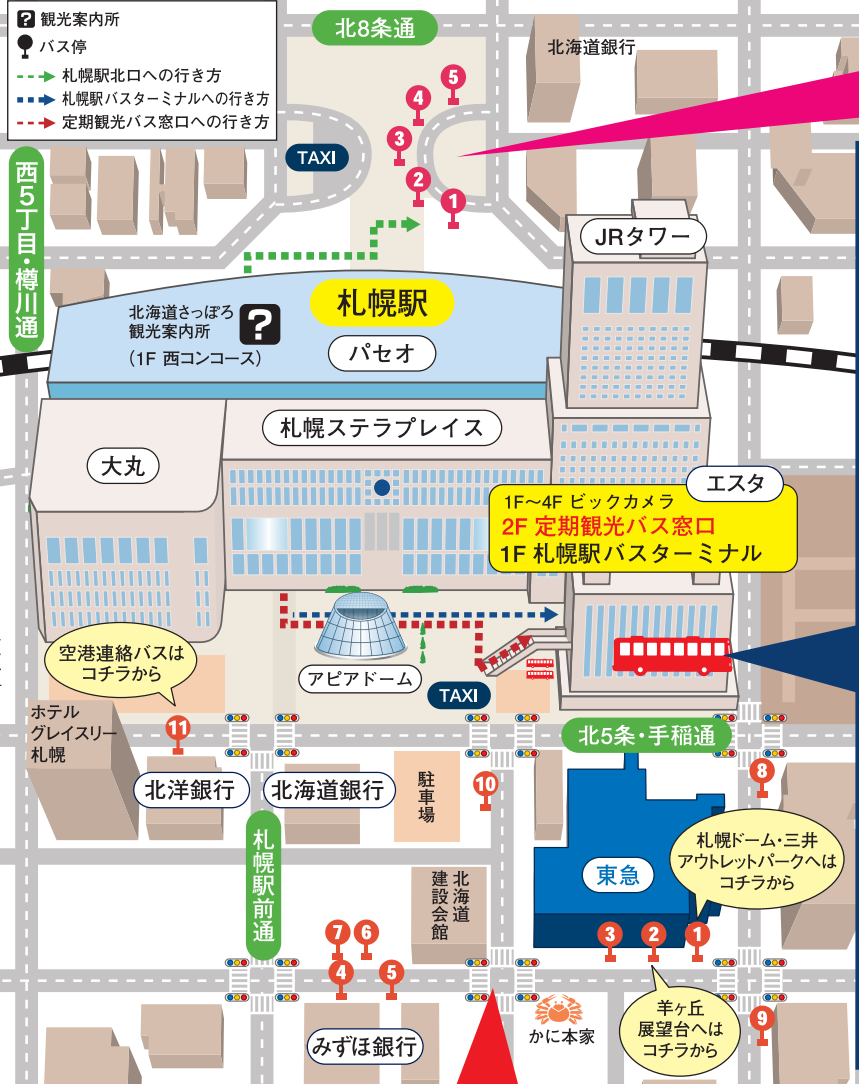 ? 観光案内所
バス停
札幌駅北口への行き方
札幌駅バスターミナルへの行き方
定期観光バス窓口への行き方
北8条通
北海道銀行
5
4
3
2
1
TAXI
西5丁目・樽川通
JRタワー
札幌駅
北海道さっぽろ
観光案内所
(1F 西コンコース)
?
パセオ
札幌ステラプレイス
大丸
エスタ
1F～4F ビックカメラ
2F 定期観光バス窓口
1F 札幌駅バスターミナル
空港連絡バスは
コチラから
アピアドーム
TAXI
ホテル
グレイスリー
札幌
11
北5条・手稲通
北洋銀行
北海道銀行
駐車場
10
8
札幌駅前通
札幌ドーム・三井
アウトレットパークへは
コチラから
東急
北海道
建設会館
7
6
3
2
1
4
5
羊ヶ丘
展望台へは
コチラから
9
かに本家
みずほ銀行